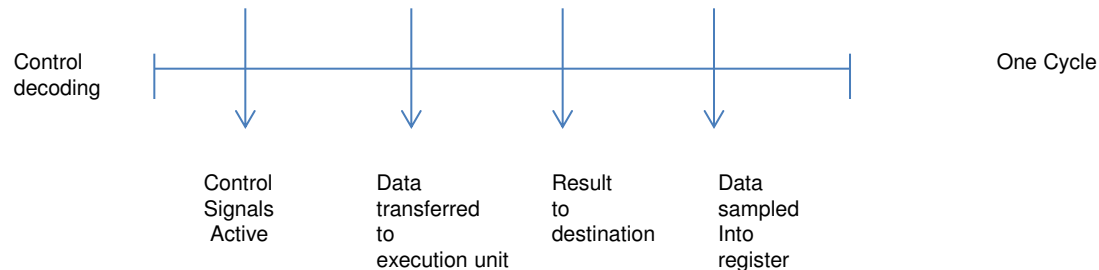 Control
decoding
One Cycle
Control
Signals
Active
Data
transferred
to
execution unit
Result
to
destination
Data
sampled
Into
register